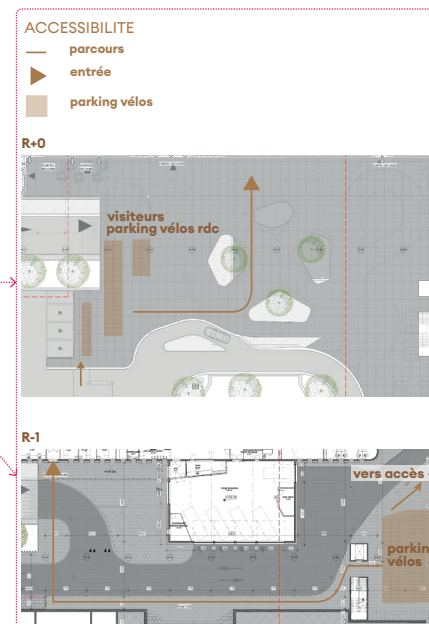 ACCESSIBILITE
parcours
entrée
parking vélos
R+0
visiteurs
parking vélos rdc
R-1
vers accès
parkin
vélos